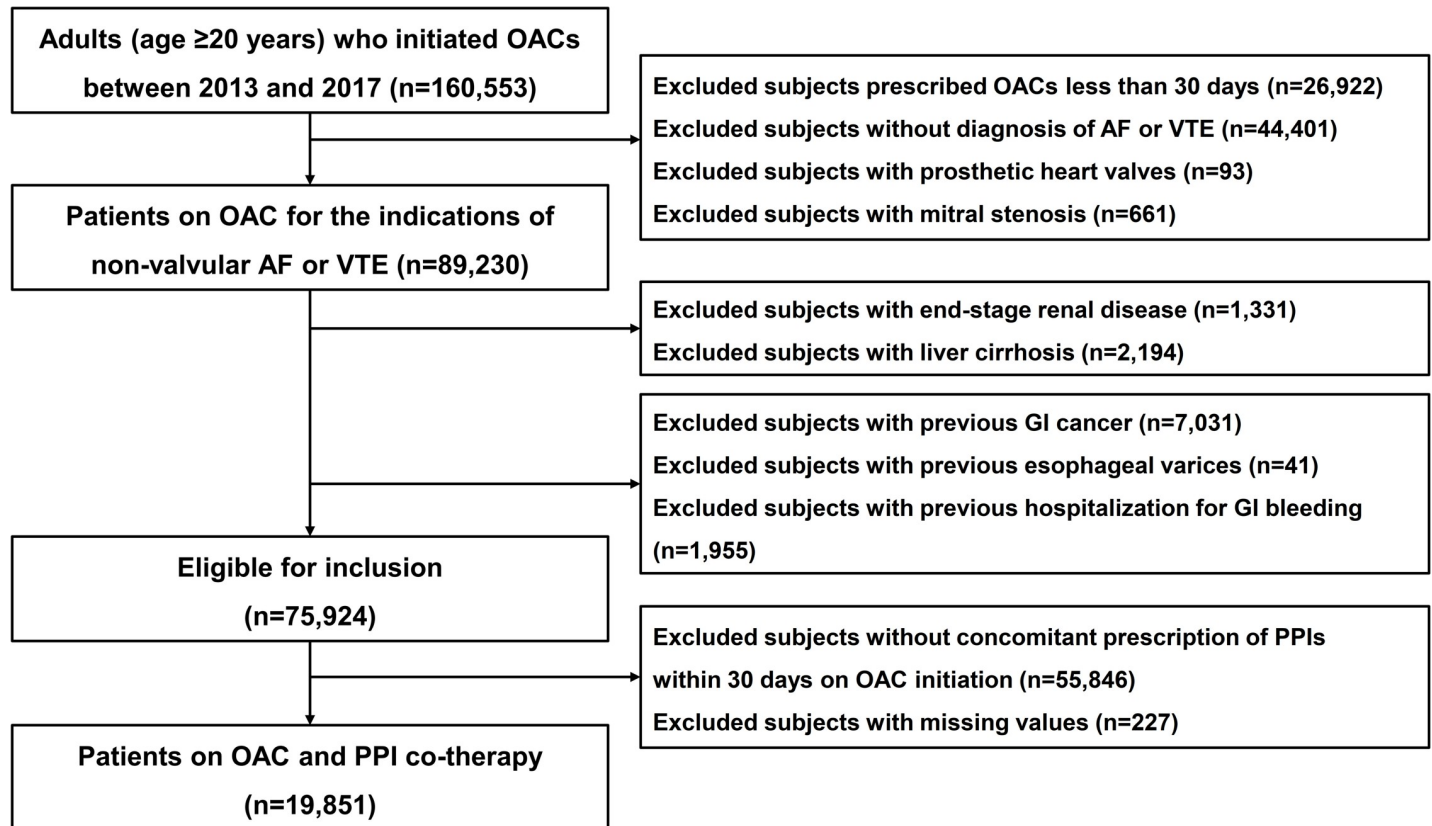 Adults (age ≥20 years) who initiated OACs
between 2013 and 2017 (n=160,553)
Excluded subjects prescribed OACs less than 30 days (n=26,922)
Excluded subjects without diagnosis of AF or VTE (n=44,401)
Excluded subjects with prosthetic heart valves (n=93)
Excluded subjects with mitral stenosis (n=661)
Patients on OAC for the indications of
non-valvular AF or VTE (n=89,230)
Excluded subjects with end-stage renal disease (n=1,331)
Excluded subjects with liver cirrhosis (n=2,194)
Excluded subjects with previous GI cancer (n=7,031)
Excluded subjects with previous esophageal varices (n=41)
Excluded subjects with previous hospitalization for GI bleeding
(n=1,955)
Eligible for inclusion
(n=75,924)
Excluded subjects without concomitant prescription of PPIs
within 30 days on OAC initiation (n=55,846)
Excluded subjects with missing values (n=227)
Patients on OAC and PPI co-therapy
(n=19,851)